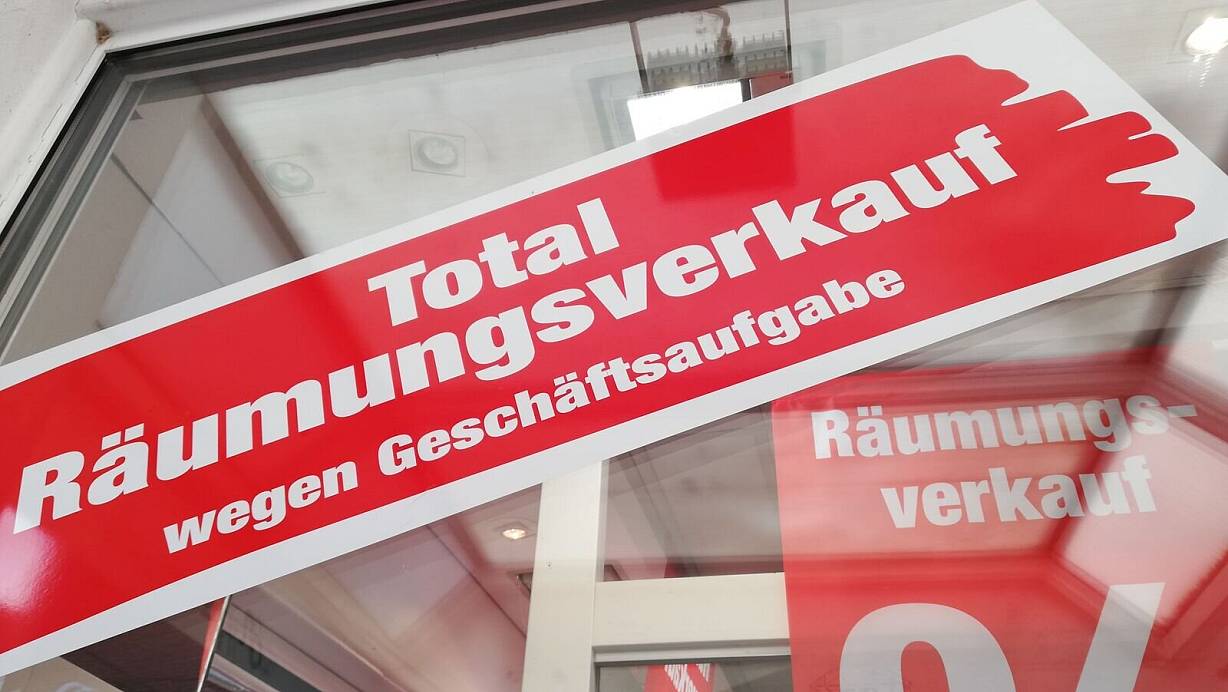 Total
Räumungsverkauf
wegen Geschäftsaufgabe
Räumungs-
verkauf
%